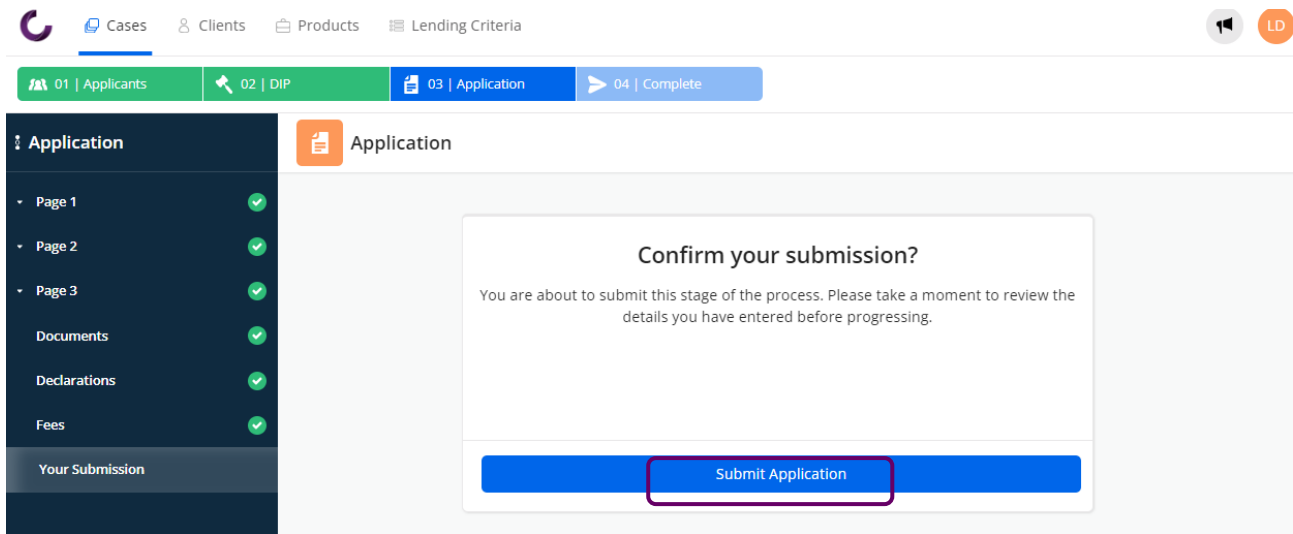 Cases Clients Products Lending Criteria LD
01 | Applicants 02 | DIP 03 | Application 04 | Complete
Application
Application
Page 1
Page 2
Page 3
Documents
Declarations
Fees
Your Submission
Confirm your submission?
You are about to submit this stage of the process. Please take a moment to review the
details you have entered before progressing.
Submit Application